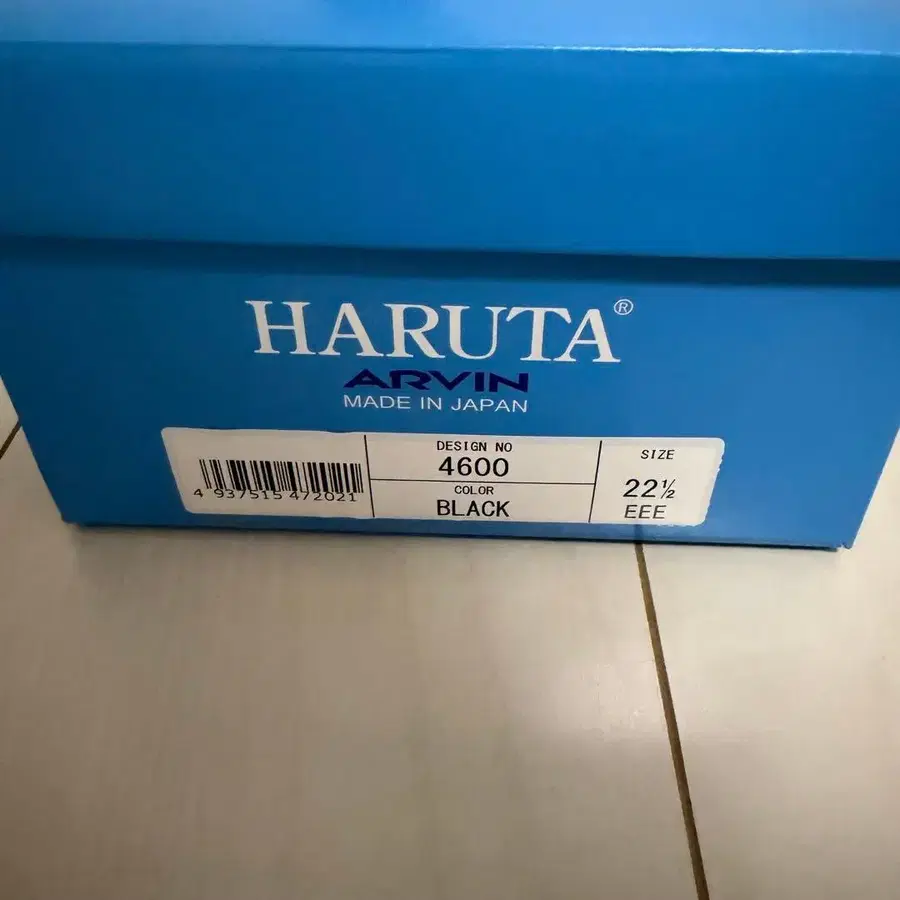 HARUTA®
ARVIN
MADE IN JAPAN
4 937515 472021
DESIGN NO
4600
COLOR
BLACK
SIZE
22½
EEE